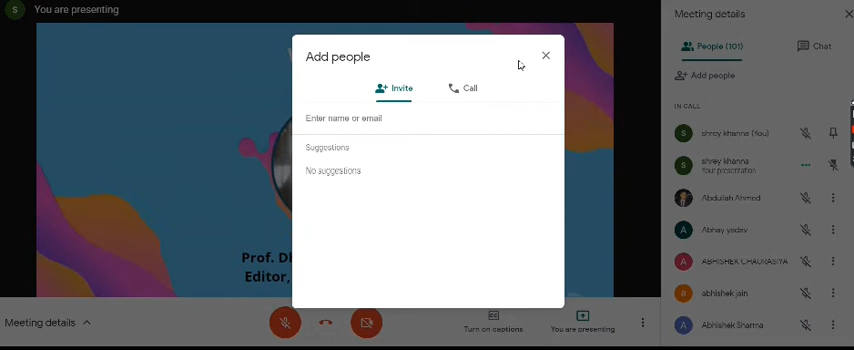 S You are presenting
Meeting details
People (101)
Chat
Add people
Add people
Invite
Call
Enter name or email
Suggestions
No suggestions
IN CALL
S shrey khanna (You)
S shrey khanna
Your presentation
Abdullah Ahmed
A Abhay yadav
A ABHISHEK CHAURASIYA
a abhishek jain
A Abhishek Sharma
Prof.
Editor,
Meeting details
Turn on captions
You are presenting